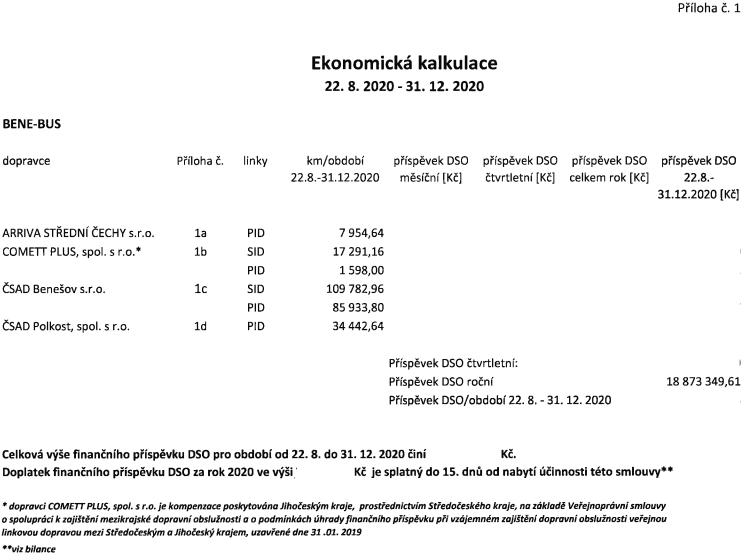 Příloha č. 1
Ekonomická kalkulace
22. 8. 2020 - 31. 12. 2020
BENE-BUS
dopravce Příloha č. linky km/období příspěvek DSO příspěvek DSO příspěvek DSO příspěvek DSO
22.8.-31.12.2020 měsíční [Kč] čtvrtletní [Kč] celkem rok [Kč] 22.8.-
31.12.2020 [Kč]
ARRIVA STŘEDNÍ ČECHY s.r.o. 1a PID 7 954,64
COMETT PLUS, spol. s r.o.* 1b SID 17 291,16
PID 1 598,00
ČSAD Benešov s.r.o. 1c SID 109 782,96
PID 85 933,80
ČSAD Polkost, spol. s r.o. 1d PID 34 442,64
Příspěvek DSO čtvrtletní:
Příspěvek DSO roční 18 873 349,61
Příspěvek DSO/období 22. 8. - 31. 12. 2020
Celková výše finančního příspěvku DSO pro období od 22. 8. do 31. 12. 2020 činí Kč.
Doplatek finančního příspěvku DSO za rok 2020 ve výši Kč je splatný do 15. dnů od nabytí účinnosti této smlouvy**
* dopravci COMETT PLUS, spol. s r.o. je kompenzace poskytována Jihočeským kraje, prostřednictvím Středočeského kraje, na základě Veřejnoprávní smlouvy
o spolupráci k zajištění mezikrajské dopravní obslužnosti a o podmínkách úhrady finančního příspěvku při vzájemném zajištění dopravní obslužnosti veřejnou
linkovou dopravou mezi Středočeským a Jihočeský krajem, uzavřené dne 31 .01. 2019
**viz bilance